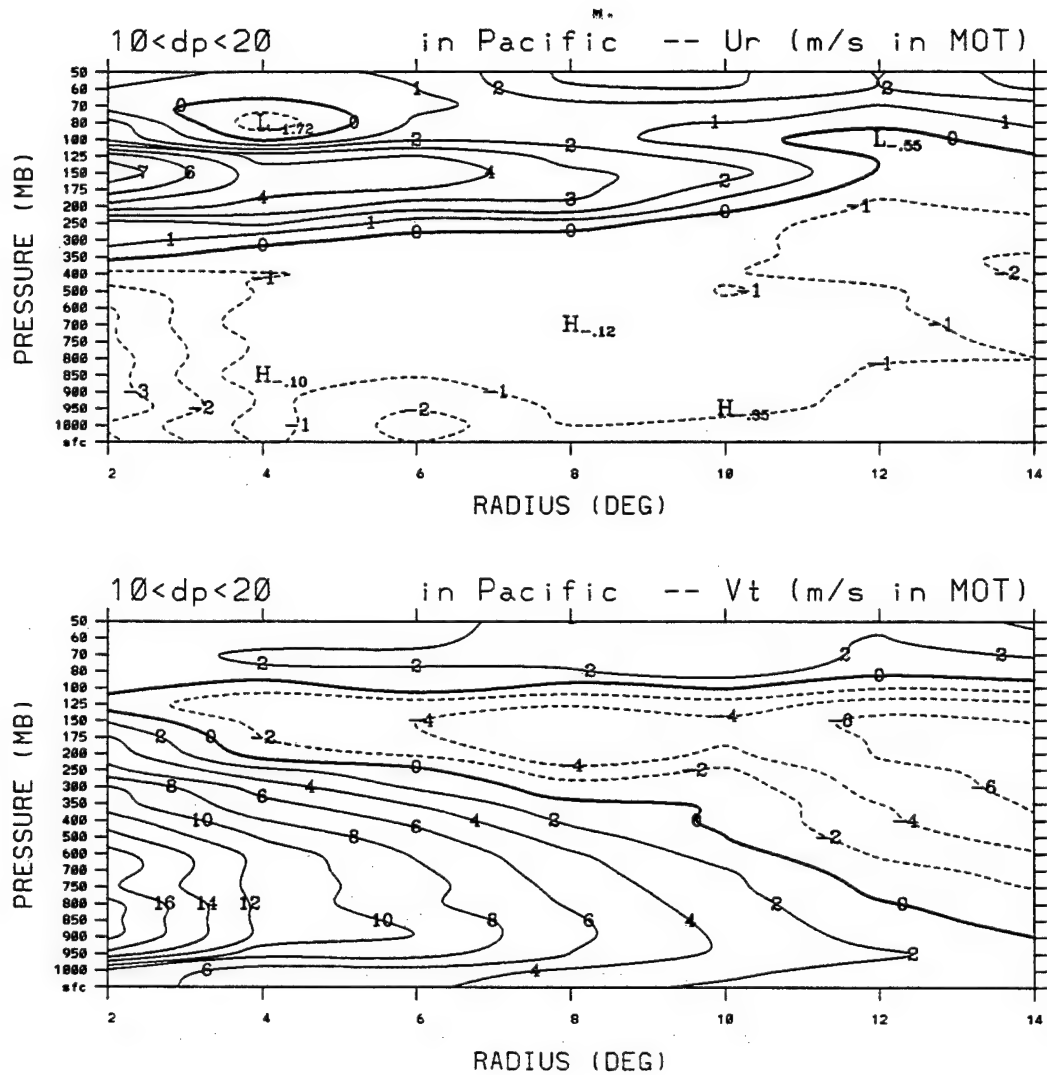 10<dp<20 in Pacific -- Ur (m/s in MOT)
PRESSURE (MB)
50
60
70
80
100
125
150
175
200
250
300
350
400
500
600
700
750
800
850
900
950
1000
sfc
1 2 2
0 0 1
L-1.72
2 2 L-.55 0
7 6 4 2
4 3
1 0 0 0 0 1 -1
-1 -2
-1
H-.12 -1
H-.10 -1
-3 -1
-2 -2 H-.35
-1
2 4 6 8 10 12 14
RADIUS (DEG)
10<dp<20 in Pacific -- Vt (m/s in MOT)
PRESSURE (MB)
50
60
70
80
100
125
150
175
200
250
300
350
400
500
600
700
750
800
850
900
950
1000
sfc
2 2 2 2 2
0
-4 -4 -6
2 0 -2
0 -4 -2
8 6 4 -6
10 6 4 2 0 -4
8 -2
16 14 12 2 0
10 8 6 4
2
6 4
2 4 6 8 10 12 14
RADIUS (DEG)